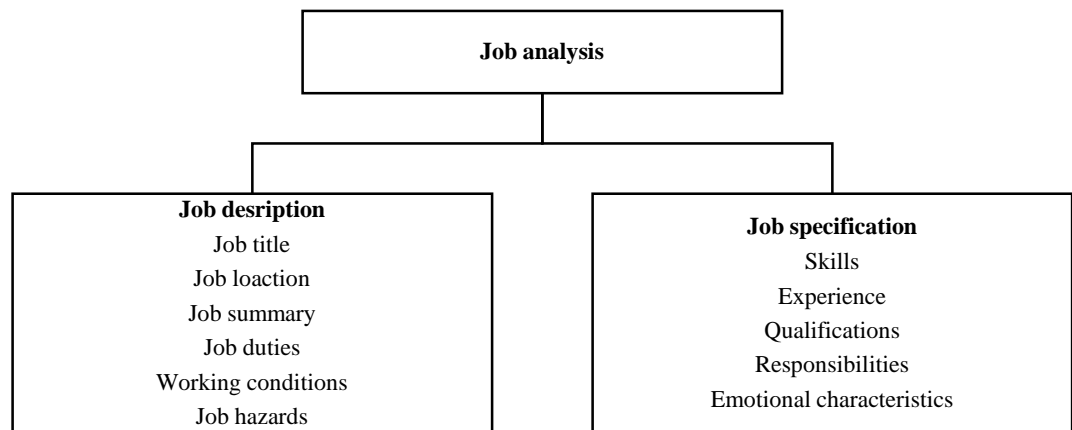 Job analysis
Job desription
Job title
Job loaction
Job summary
Job duties
Working conditions
Job hazards
Job specification
Skills
Experience
Qualifications
Responsibilities
Emotional characteristics